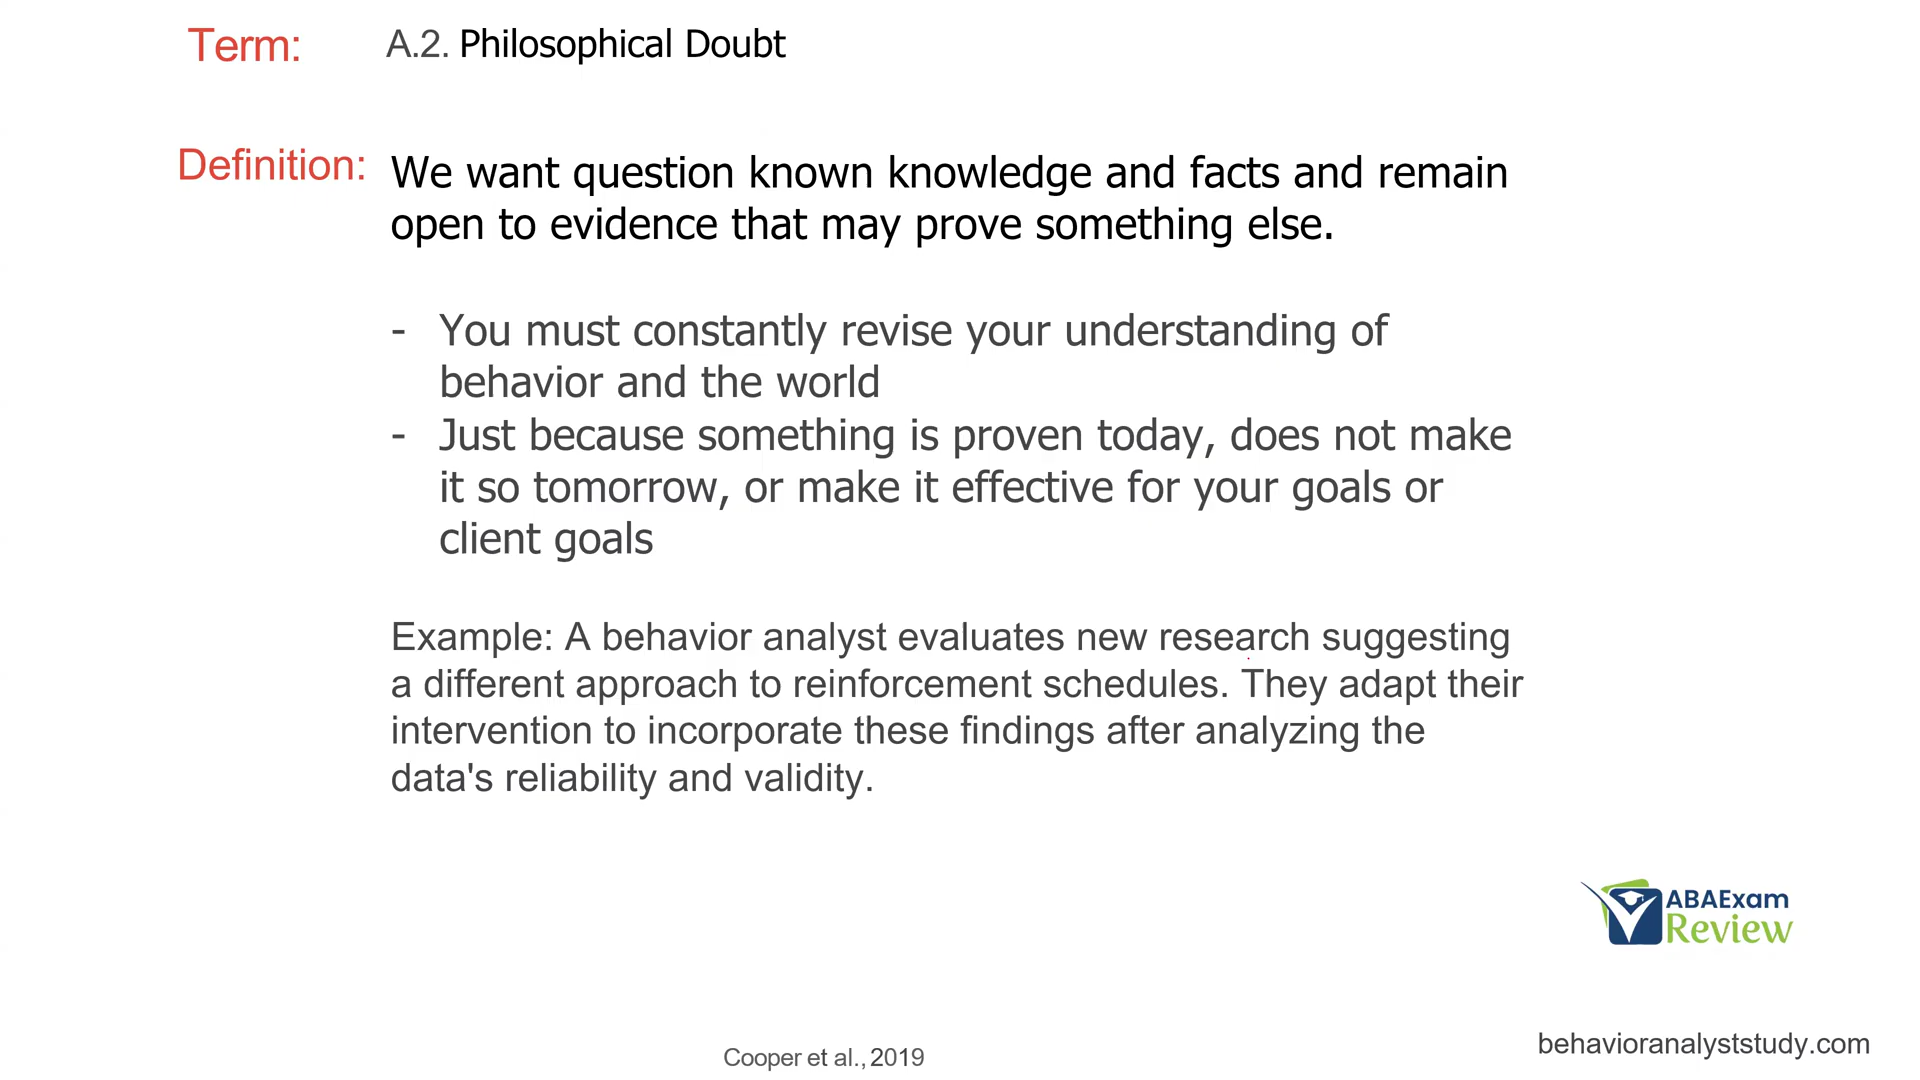 Term: A.2. Philosophical Doubt
Definition: We want question known knowledge and facts and remain
open to evidence that may prove something else.
- You must constantly revise your understanding of
behavior and the world
- Just because something is proven today, does not make
it so tomorrow, or make it effective for your goals or
client goals
Example: A behavior analyst evaluates new research suggesting
a different approach to reinforcement schedules. They adapt their
intervention to incorporate these findings after analyzing the
data's reliability and validity.
ABAExam
Review
Cooper et al., 2019
behavioranalyststudy.com